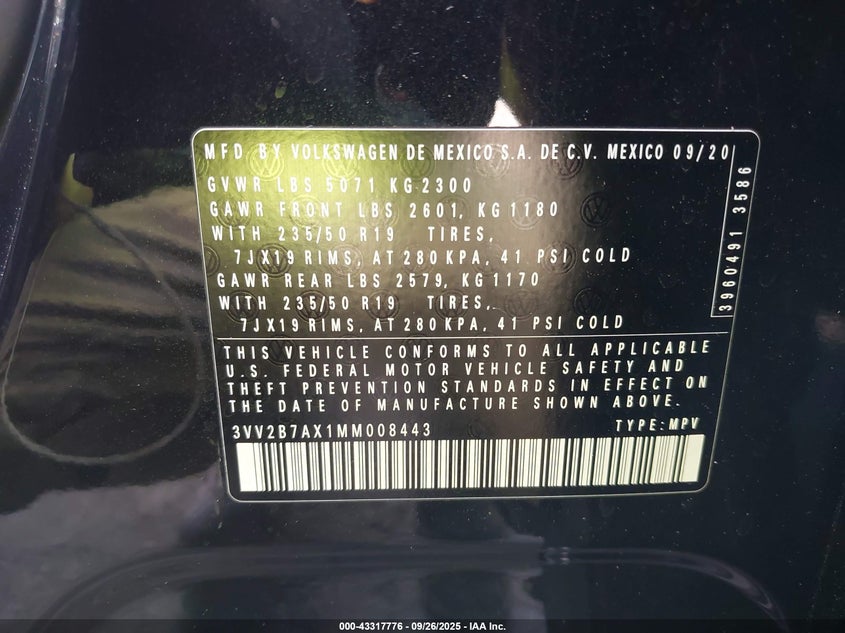 MFD BY VOLKSWAGEN DE MEXICO S.A. DE C.V. MEXICO 09/20
GVWR LBS 5071 KG 2300
GAWR FRONT LBS 2601, KG 1180
WITH 235/50 R19 TIRES,
7JX19 RIMS, AT 280 KPA, 41 PSI COLD
GAWR REAR LBS 2579, KG 1170
WITH 235/50 R19 TIRES,
7JX19 RIMS, AT 280 KPA, 41 PSI COLD
3960491 3586
THIS VEHICLE CONFORMS TO ALL APPLICABLE
U.S. FEDERAL MOTOR VEHICLE SAFETY AND
THEFT PREVENTION STANDARDS IN EFFECT ON
THE DATE OF MANUFACTURE SHOWN ABOVE.
3VV2B7AX1MM008443 TYPE:MPV
000-43317776 - 09/26/2025 - IAA Inc.